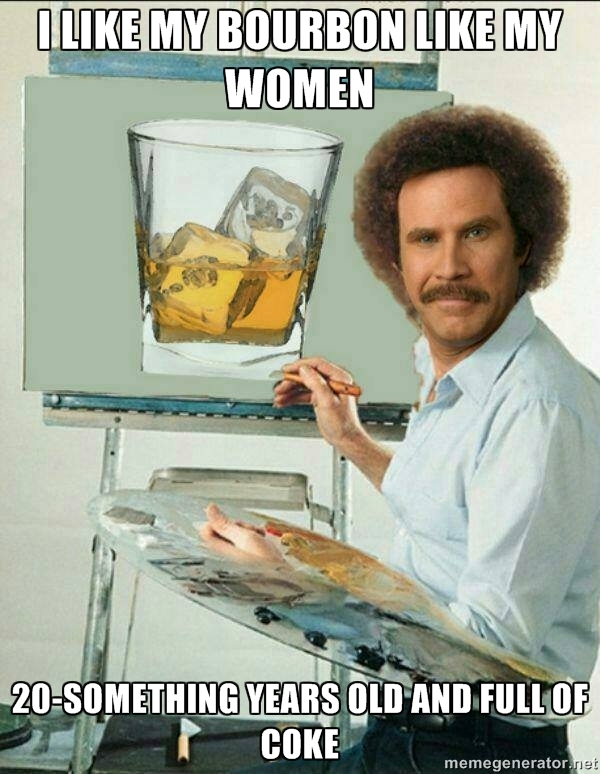 I LIKE MY BOURBON LIKE MY
WOMEN
20-SOMETHING YEARS OLD AND FULL OF
COKE
memegenerator.net